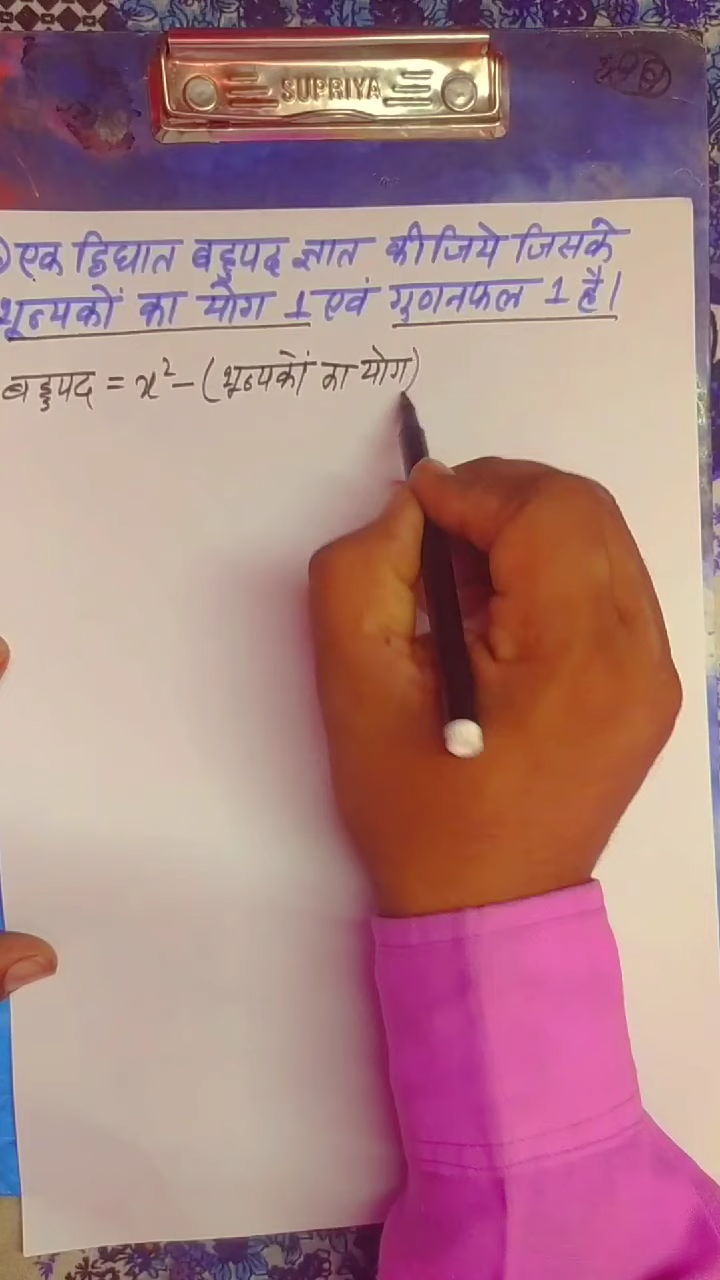 SUPRIYA
एक द्विघात बहुपद ज्ञात कीजिये जिसके
शून्यकों का योग 1 एवं गुणनफल 1 है।
बहुपद = x² - (शून्यकों का योग)